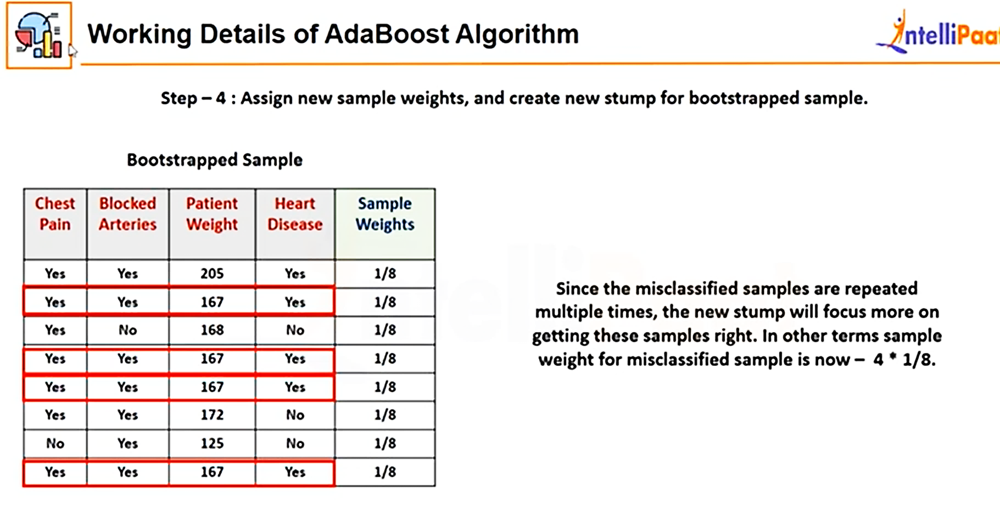 Working Details of AdaBoost Algorithm
IntelliPaat
Step – 4 : Assign new sample weights, and create new stump for bootstrapped sample.
Bootstrapped Sample
Chest Pain Blocked Arteries Patient Weight Heart Disease Sample Weights
Yes Yes 205 Yes 1/8
Yes Yes 167 Yes 1/8
Yes No 168 No 1/8
Yes Yes 167 Yes 1/8
Yes Yes 167 Yes 1/8
Yes Yes 172 No 1/8
No Yes 125 No 1/8
Yes Yes 167 Yes 1/8
Since the misclassified samples are repeated
multiple times, the new stump will focus more on
getting these samples right. In other terms sample
weight for misclassified sample is now – 4 * 1/8.